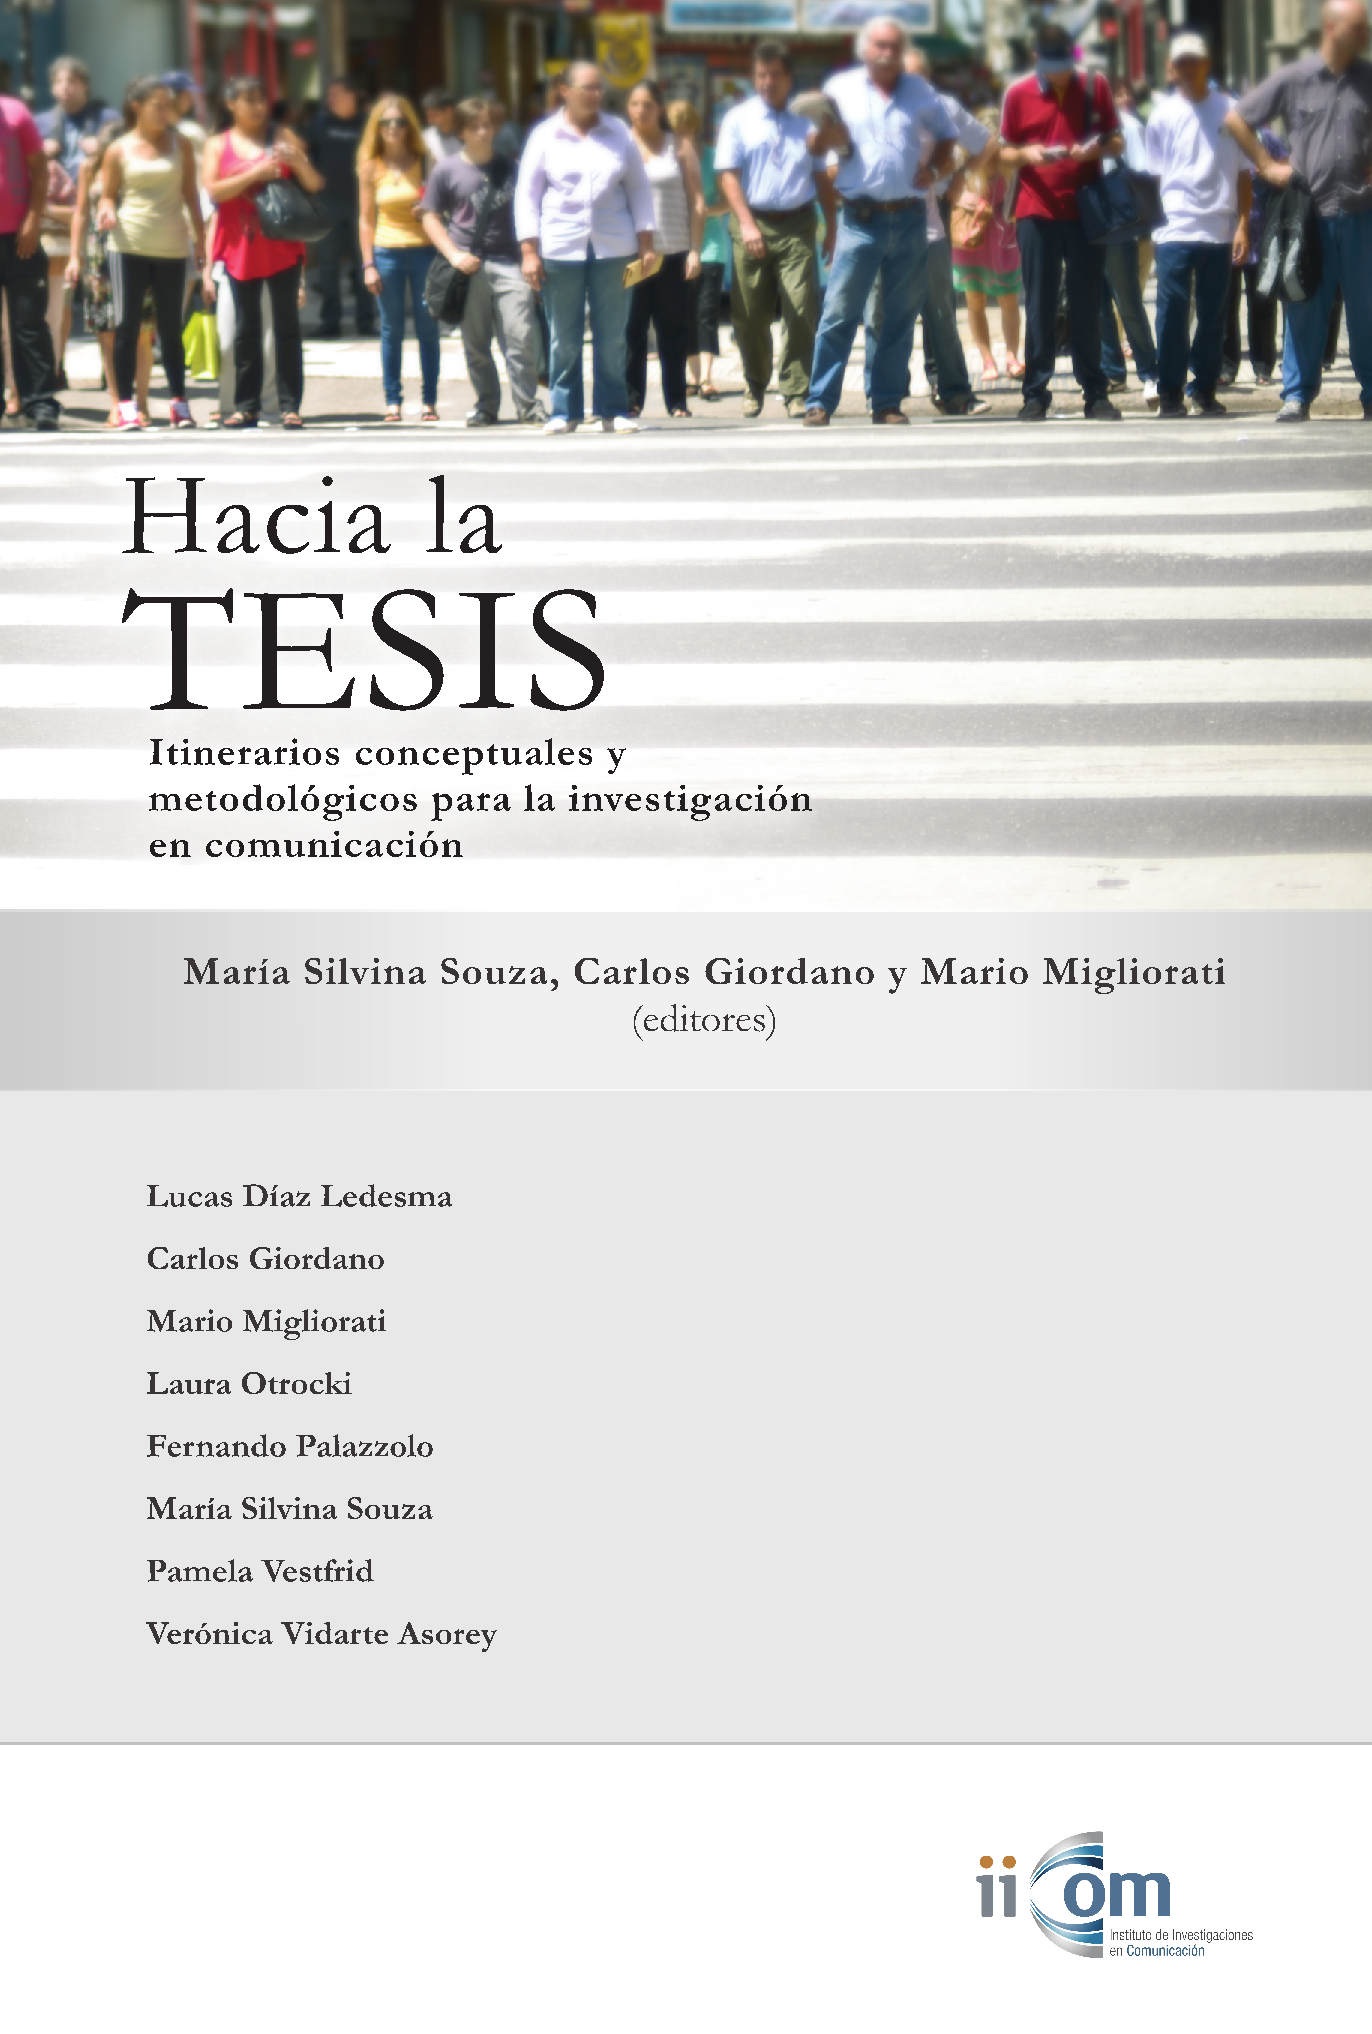 Hacia la
TESIS
Itinerarios conceptuales y
metodológicos para la investigación
en comunicación
María Silvina Souza, Carlos Giordano y Mario Migliorati
(editores)
Lucas Díaz Ledesma
Carlos Giordano
Mario Migliorati
Laura Otrocki
Fernando Palazzolo
María Silvina Souza
Pamela Vestfrid
Verónica Vidarte Asorey
iiCom
Instituto de Investigaciones
en Comunicación